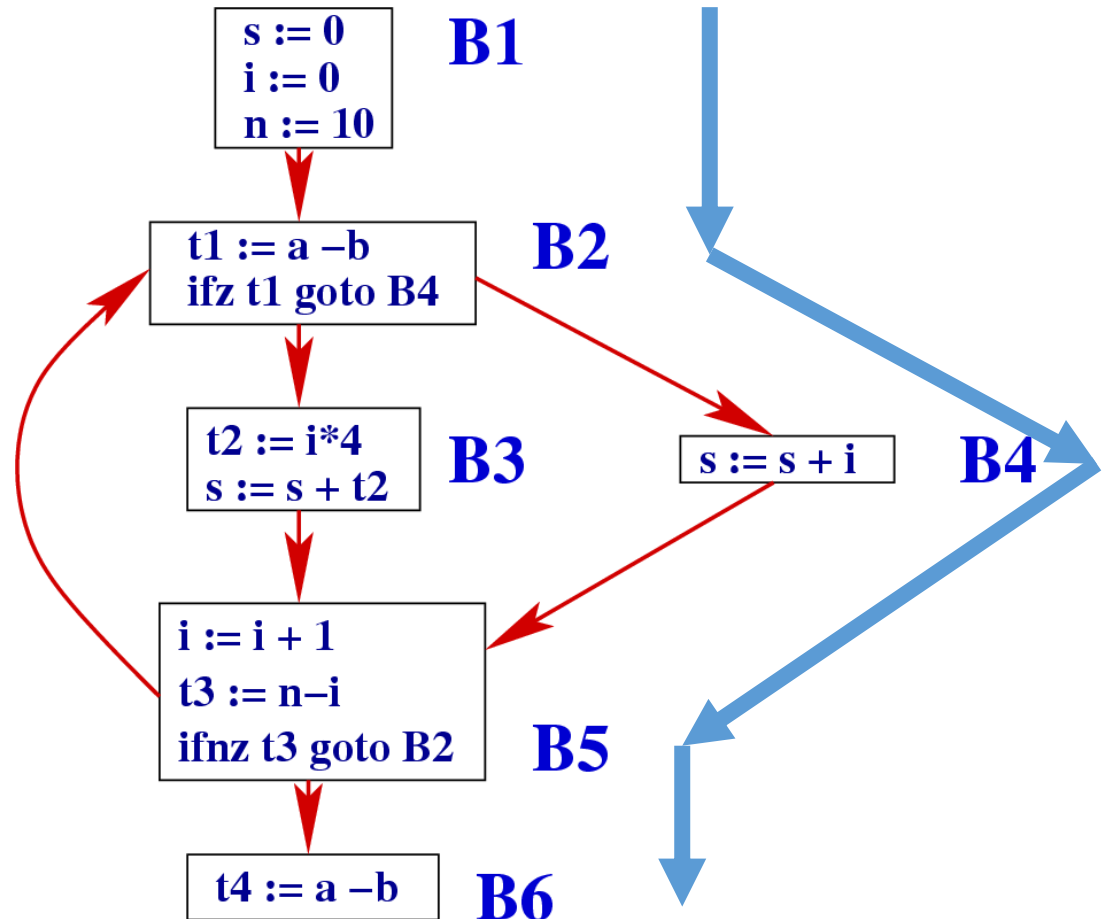 s := 0
i := 0
n := 10
B1
t1 := a −b
ifz t1 goto B4
B2
t2 := i*4
s := s + t2
B3
s := s + i
B4
i := i + 1
t3 := n−i
ifnz t3 goto B2
B5
t4 := a −b
B6